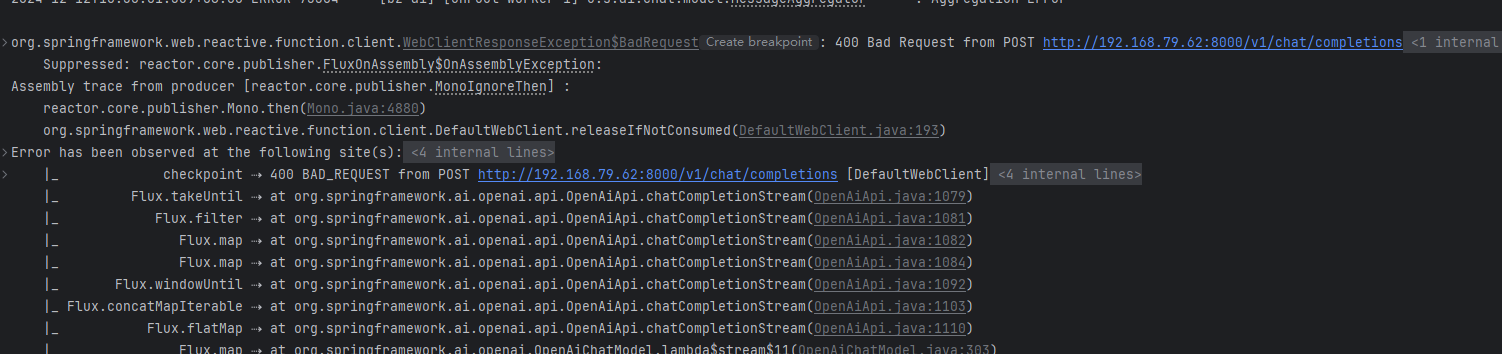 org.springframework.web.reactive.function.client.WebClientResponseException$BadRequest Create breakpoint : 400 Bad Request from POST http://192.168.79.62:8000/v1/chat/completions <1 internal
Suppressed: reactor.core.publisher.FluxOnAssembly$OnAssemblyException:
Assembly trace from producer [reactor.core.publisher.MonoIgnoreThen] :
reactor.core.publisher.Mono.then(Mono.java:4880)
org.springframework.web.reactive.function.client.DefaultWebClient.releaseIfNotConsumed(DefaultWebClient.java:193)
Error has been observed at the following site(s): <4 internal lines>
|_ checkpoint ⇢ 400 BAD_REQUEST from POST http://192.168.79.62:8000/v1/chat/completions [DefaultWebClient] <4 internal lines>
|_ Flux.takeUntil ⇢ at org.springframework.ai.openai.api.OpenAiApi.chatCompletionStream(OpenAiApi.java:1079)
|_ Flux.filter ⇢ at org.springframework.ai.openai.api.OpenAiApi.chatCompletionStream(OpenAiApi.java:1081)
|_ Flux.map ⇢ at org.springframework.ai.openai.api.OpenAiApi.chatCompletionStream(OpenAiApi.java:1082)
|_ Flux.map ⇢ at org.springframework.ai.openai.api.OpenAiApi.chatCompletionStream(OpenAiApi.java:1084)
|_ Flux.windowUntil ⇢ at org.springframework.ai.openai.api.OpenAiApi.chatCompletionStream(OpenAiApi.java:1092)
|_ Flux.concatMapIterable ⇢ at org.springframework.ai.openai.api.OpenAiApi.chatCompletionStream(OpenAiApi.java:1103)
|_ Flux.flatMap ⇢ at org.springframework.ai.openai.api.OpenAiApi.chatCompletionStream(OpenAiApi.java:1110)
|_ Flux.map ⇢ at org.springframework.ai.openai.OpenAiChatModel.lambda$stream$11(OpenAiChatModel.java:303)